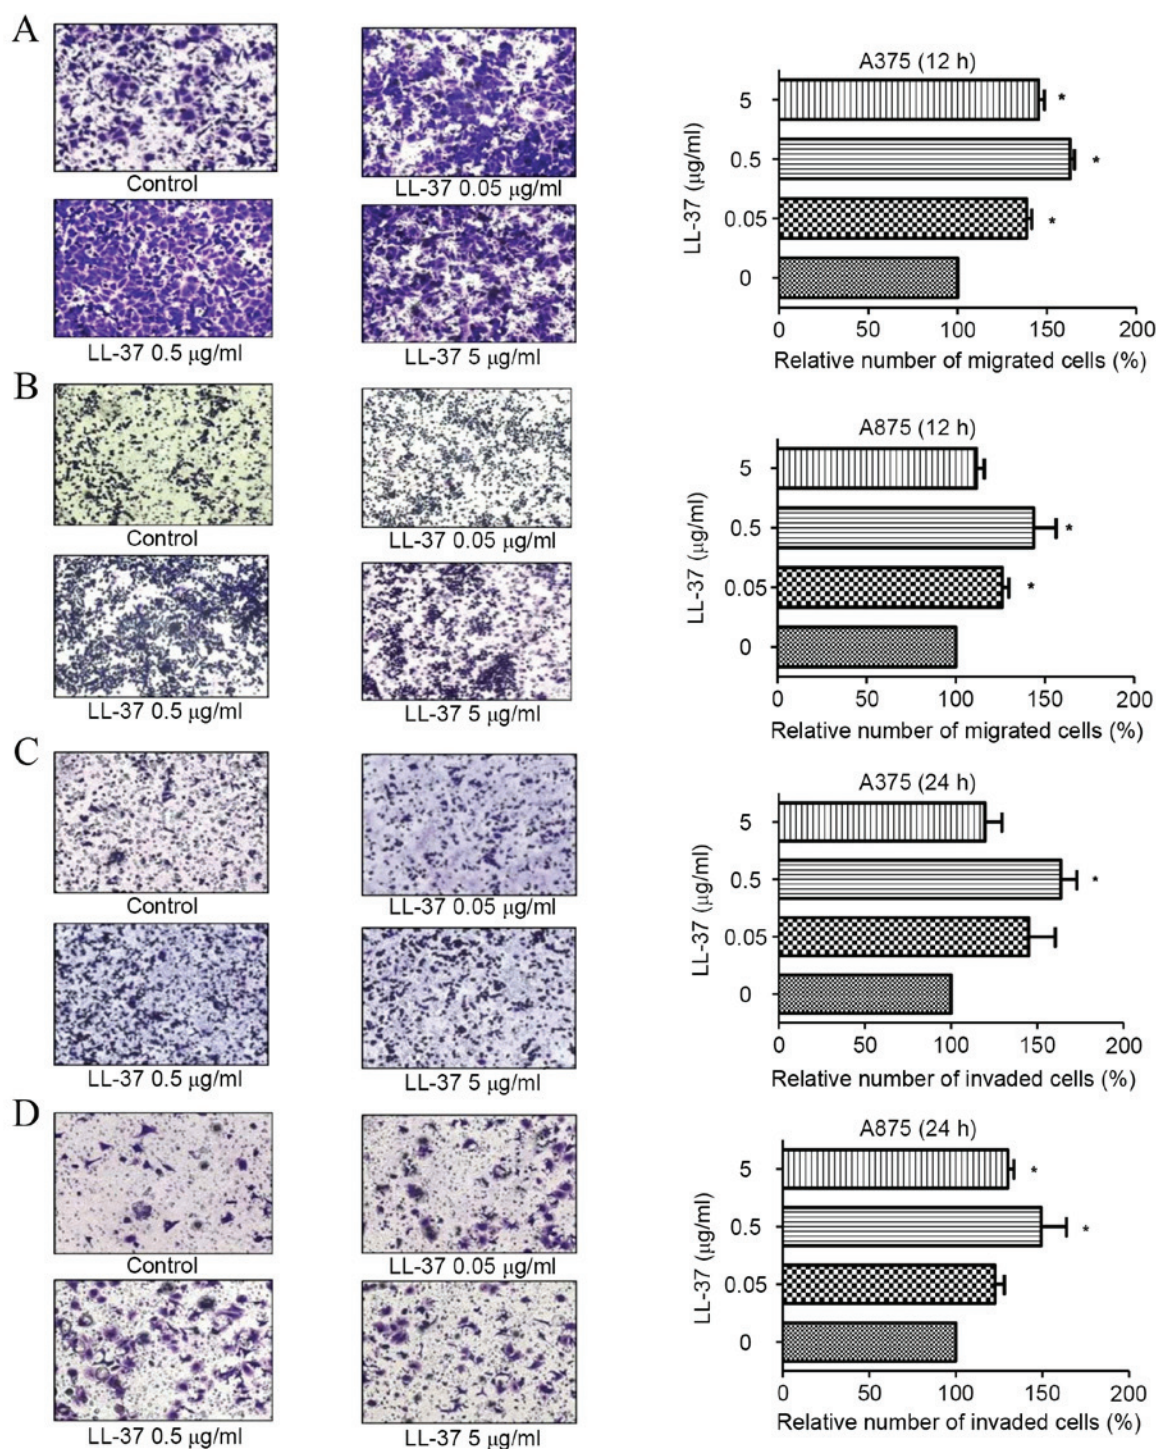 A
Control
LL-37 0.05 μg/ml
LL-37 0.5 μg/ml
LL-37 5 μg/ml
A375 (12 h)
LL-37 (μg/ml)
5
*
0.5
*
0.05
*
0
0 50 100 150 200
Relative number of migrated cells (%)
B
Control
LL-37 0.05 μg/ml
LL-37 0.5 μg/ml
LL-37 5 μg/ml
A875 (12 h)
LL-37 (μg/ml)
5
0.5
*
0.05
*
0
0 50 100 150 200
Relative number of migrated cells (%)
C
Control
LL-37 0.05 μg/ml
LL-37 0.5 μg/ml
LL-37 5 μg/ml
A375 (24 h)
LL-37 (μg/ml)
5
0.5
*
0.05
0
0 50 100 150 200
Relative number of invaded cells (%)
D
Control
LL-37 0.05 μg/ml
LL-37 0.5 μg/ml
LL-37 5 μg/ml
A875 (24 h)
LL-37 (μg/ml)
5
*
0.5
*
0.05
0
0 50 100 150 200
Relative number of invaded cells (%)